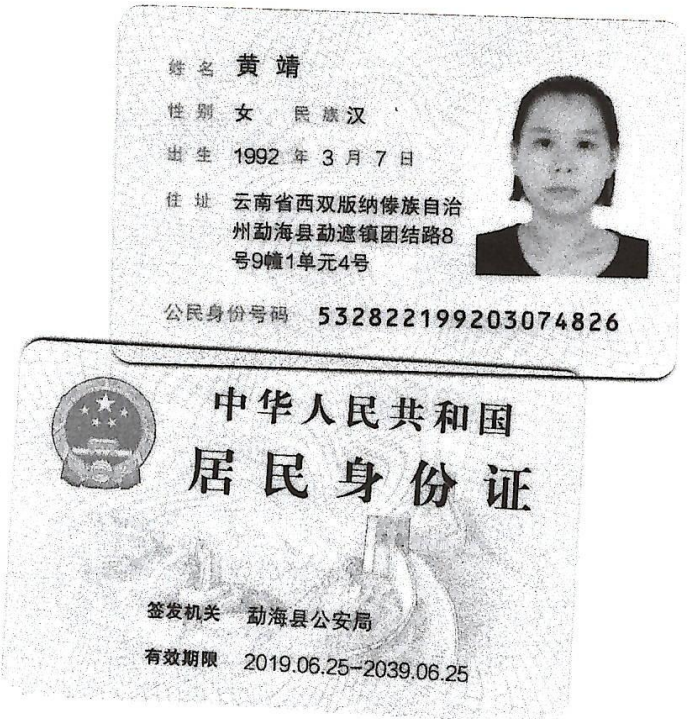 姓名 黄靖
性别 女 民族 汉
出生 1992 年 3 月 7 日
住址 云南省西双版纳傣族自治
州勐海县勐遮镇团结路8
号9幢1单元4号
公民身份号码 532822199203074826
中华人民共和国
居民身份证
签发机关 勐海县公安局
有效期限 2019.06.25-2039.06.25